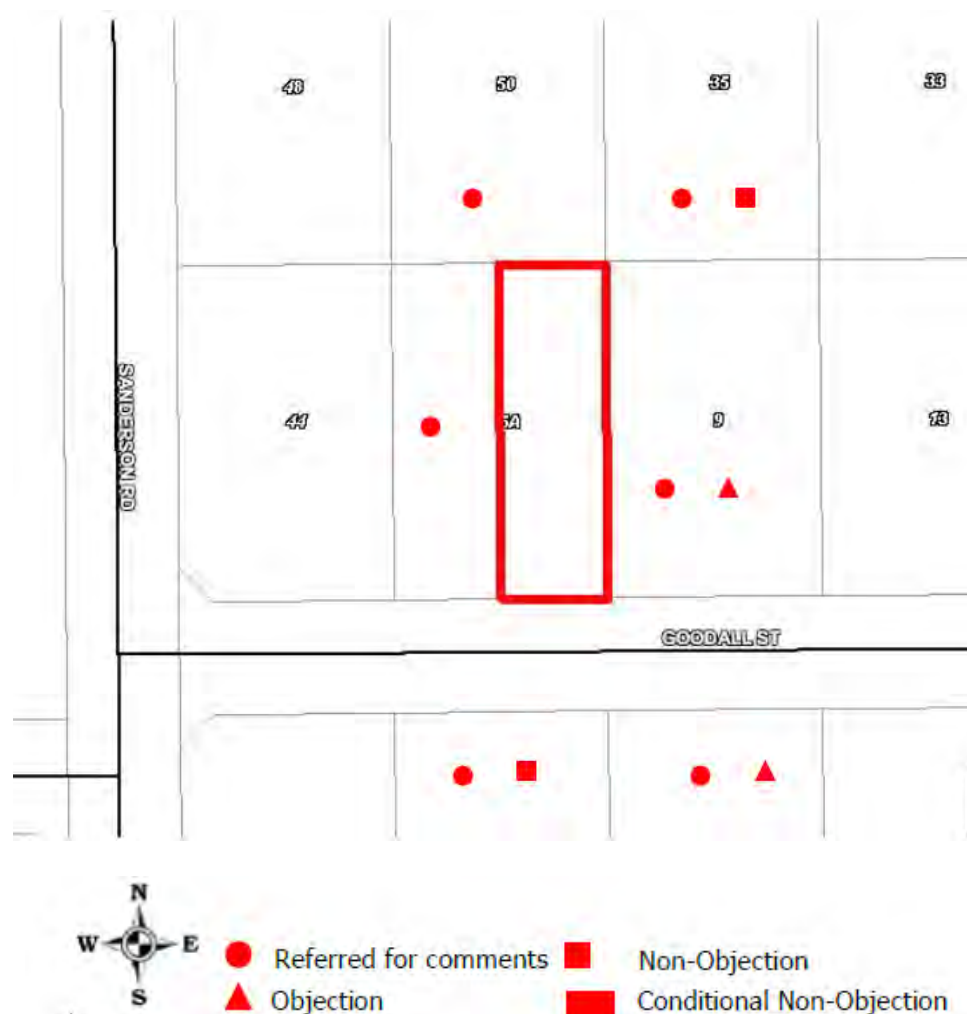 48 50 35 33
SANDERSON RD
44 5A 9 13
GOODALL ST
N
W E
S
Referred for comments Non-Objection
Objection Conditional Non-Objection